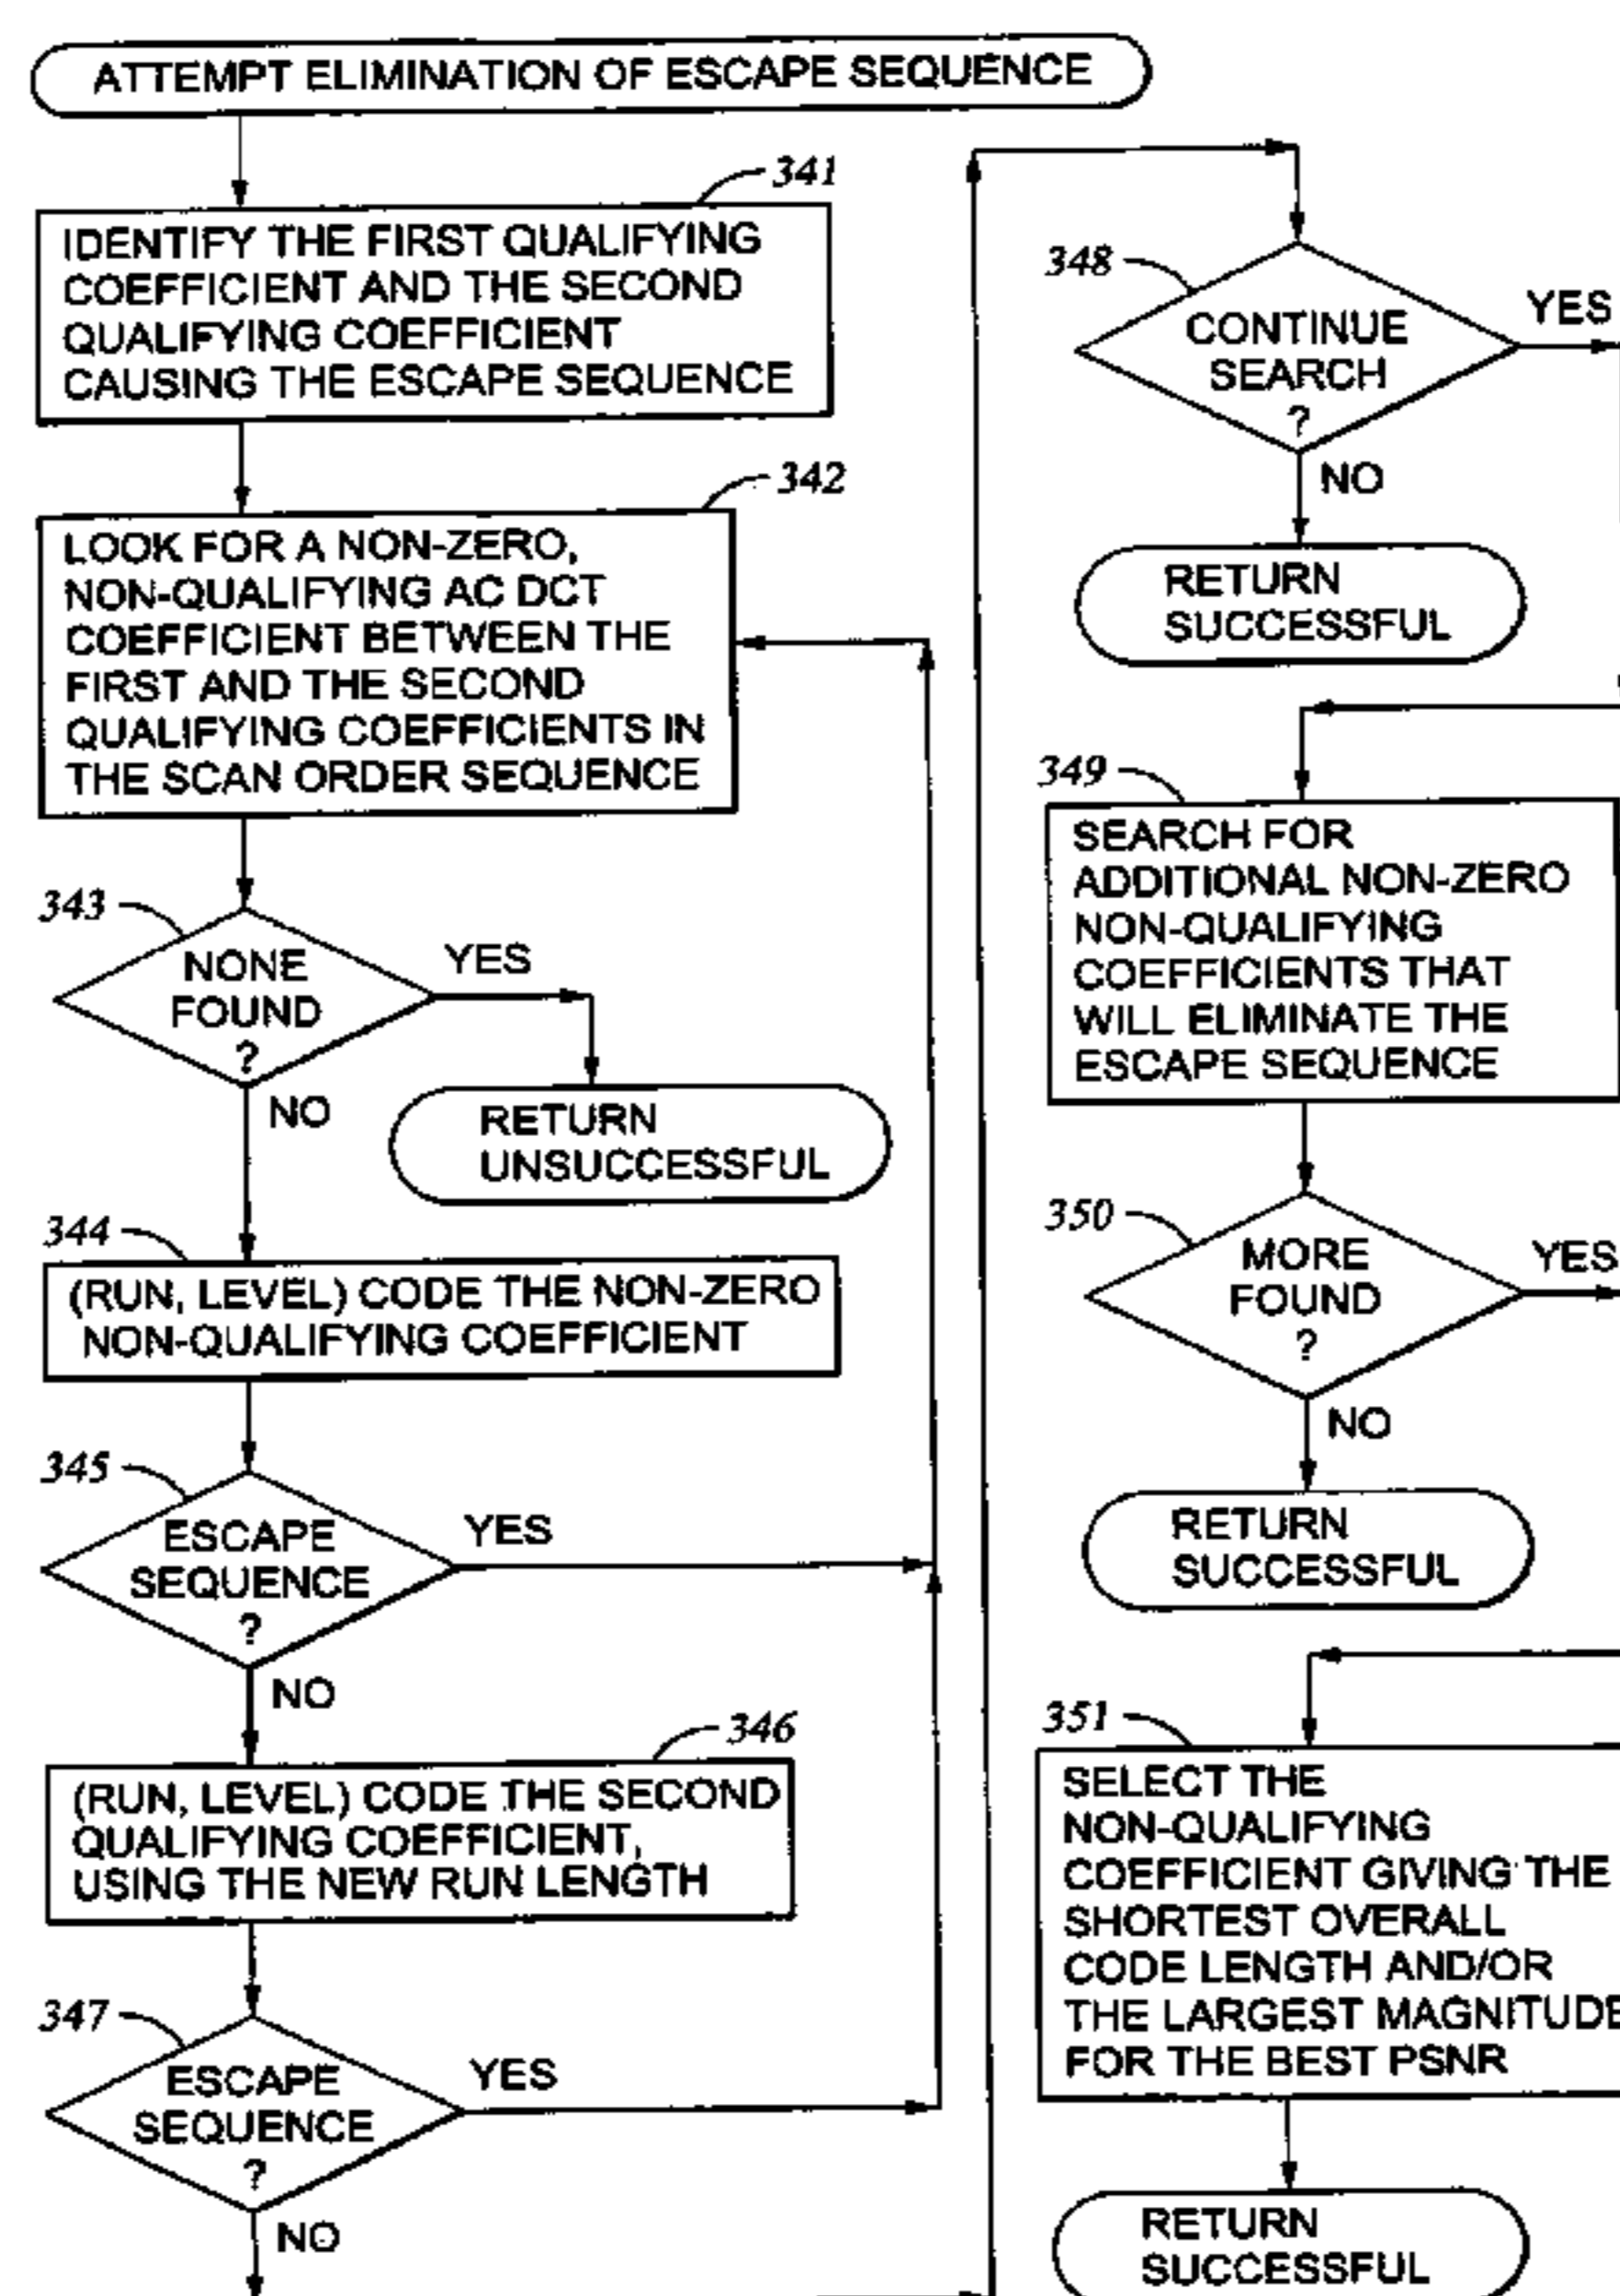 ATTEMPT ELIMINATION OF ESCAPE SEQUENCE
341
IDENTIFY THE FIRST QUALIFYING
COEFFICIENT AND THE SECOND
QUALIFYING COEFFICIENT
CAUSING THE ESCAPE SEQUENCE
342
LOOK FOR A NON-ZERO,
NON-QUALIFYING AC DCT
COEFFICIENT BETWEEN THE
FIRST AND THE SECOND
QUALIFYING COEFFICIENTS IN
THE SCAN ORDER SEQUENCE
343
NONE
FOUND
?
YES
NO
RETURN
UNSUCCESSFUL
344
(RUN, LEVEL) CODE THE NON-ZERO
NON-QUALIFYING COEFFICIENT
345
ESCAPE
SEQUENCE
?
YES
NO
346
(RUN, LEVEL) CODE THE SECOND
QUALIFYING COEFFICIENT,
USING THE NEW RUN LENGTH
347
ESCAPE
SEQUENCE
?
YES
NO
348
CONTINUE
SEARCH
?
YES
NO
RETURN
SUCCESSFUL
349
SEARCH FOR
ADDITIONAL NON-ZERO
NON-QUALIFYING
COEFFICIENTS THAT
WILL ELIMINATE THE
ESCAPE SEQUENCE
350
MORE
FOUND
?
YES
NO
RETURN
SUCCESSFUL
351
SELECT THE
NON-QUALIFYING
COEFFICIENT GIVING THE
SHORTEST OVERALL
CODE LENGTH AND/OR
THE LARGEST MAGNITUDE
FOR THE BEST PSNR
RETURN
SUCCESSFUL